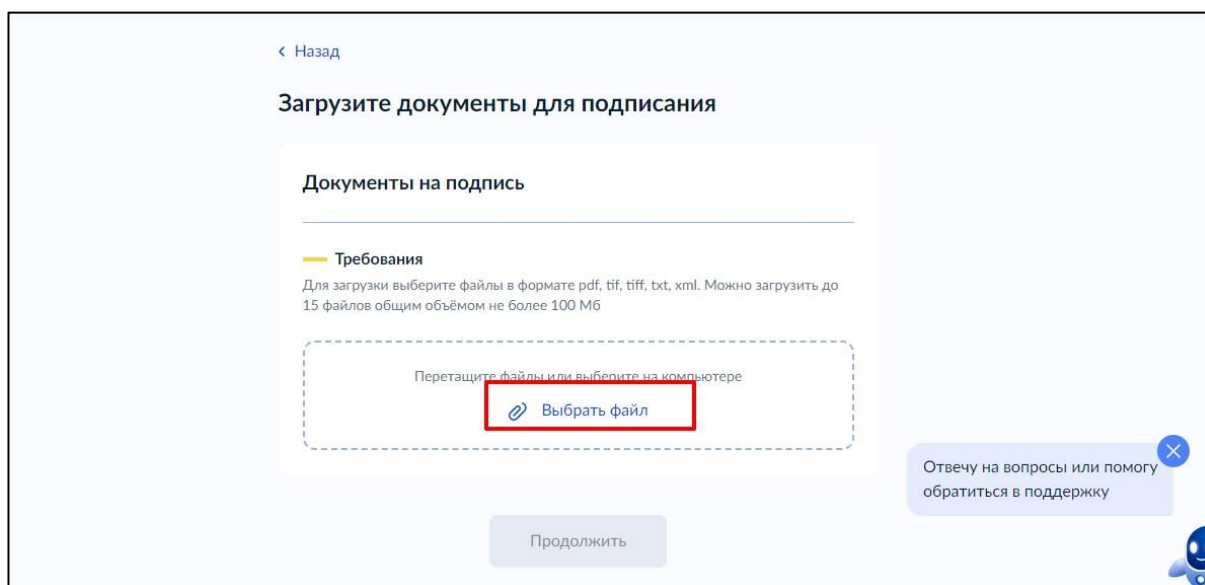 Назад
Загрузите документы для подписания
Документы на подпись
Требования
Для загрузки выберите файлы в формате pdf, tif, tiff, txt, xml. Можно загрузить до
15 файлов общим объёмом не более 100 Мб
Перетащите файлы или выберите на компьютере
Выбрать файл
Отвечу на вопросы или помогу
обратиться в поддержку
Продолжить